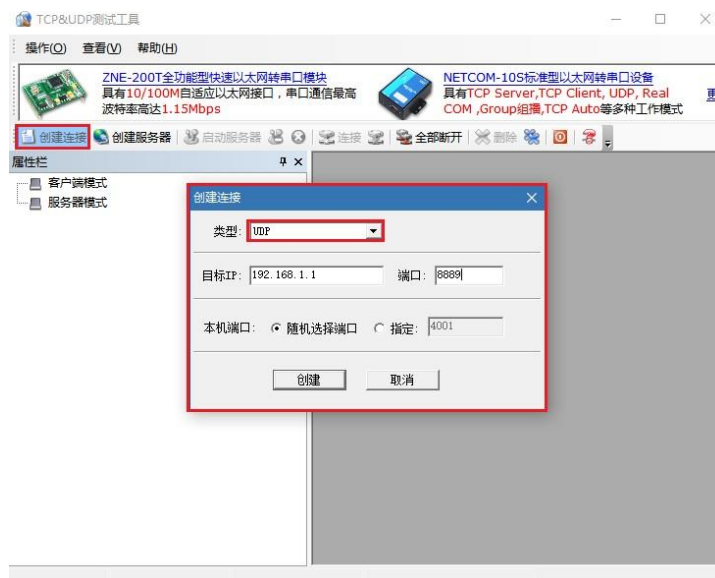 TCP&UDP测试工具
操作(O) 查看(V) 帮助(H)
ZNE-200T全功能型快速以太网转串口模块
具有10/100M自适应以太网接口，串口通信最高
波特率高达1.15Mbps
NETCOM-10S标准型以太网转串口设备
具有TCP Server,TCP Client, UDP, Real
COM ,Group组播,TCP Auto等多种工作模式
更
创建连接 创建服务器 启动服务器 连接 全部断开 删除
属性栏
客户端模式
服务器模式
创建连接
类型: UDP
目标IP: 192.168.1.1 端口: 8889
本机端口: 随机选择端口 指定: 4001
创建 取消